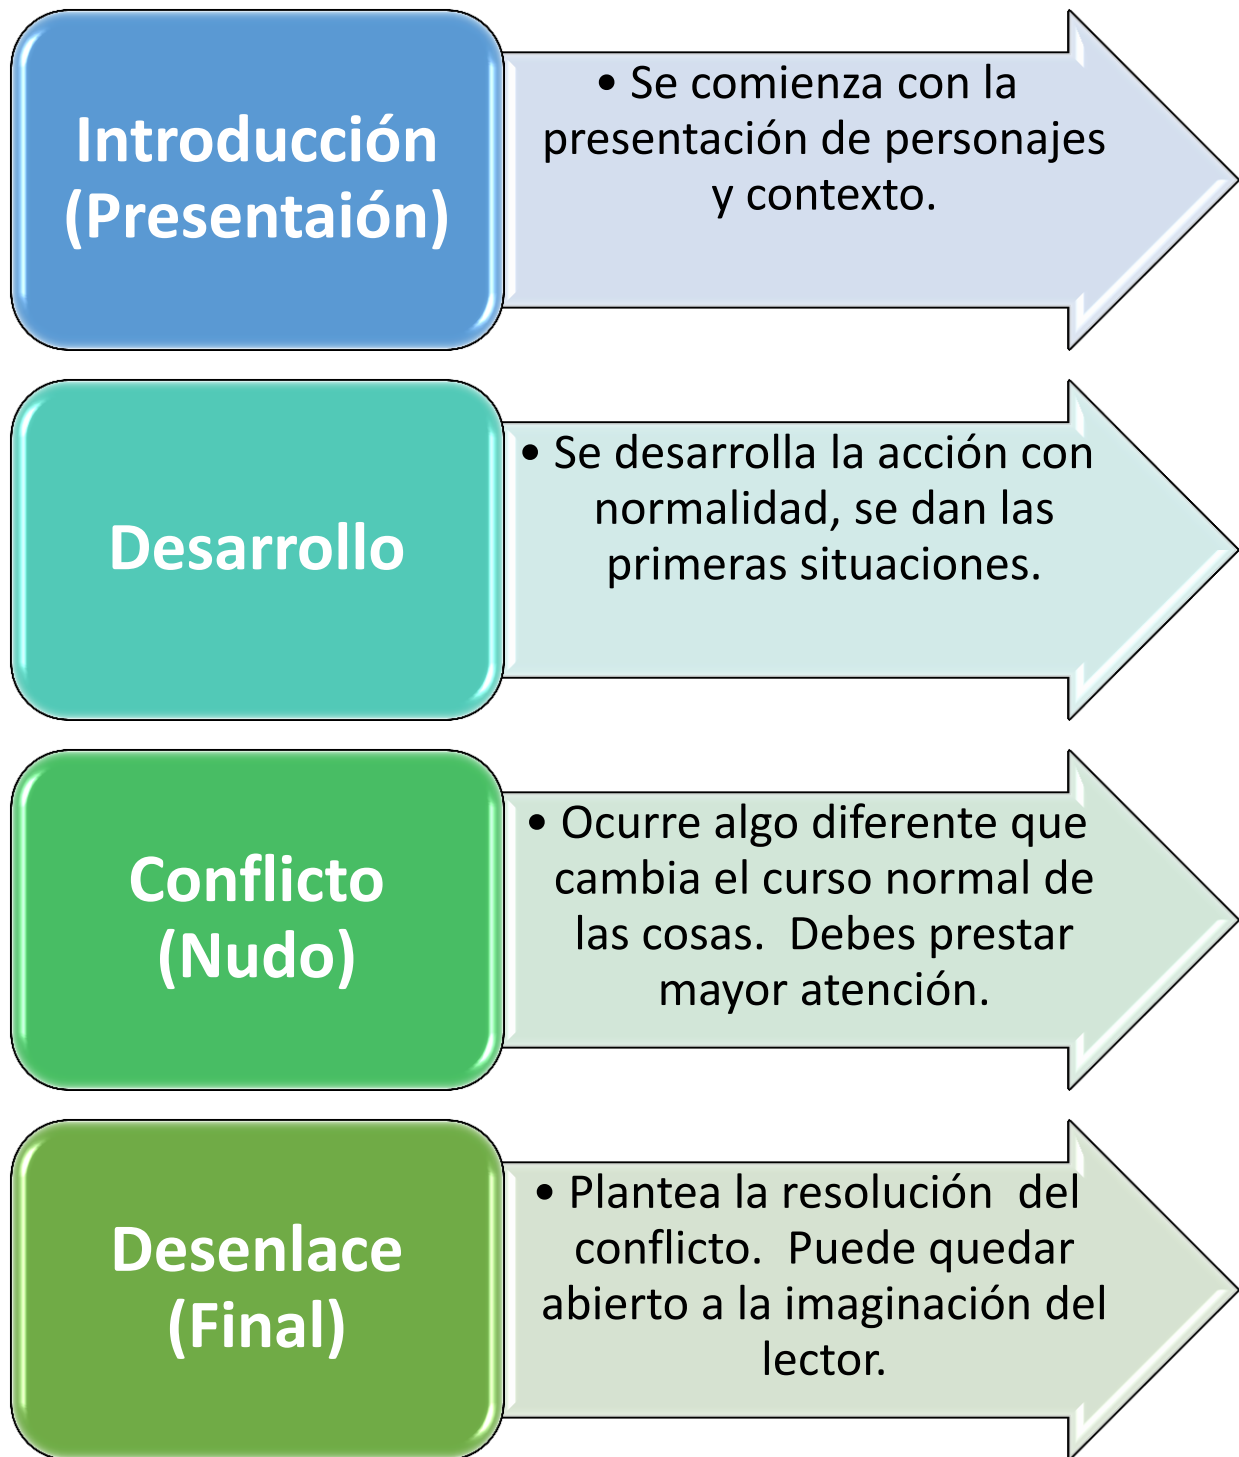 Introducción
(Presentaión)
• Se comienza con la
presentación de personajes
y contexto.
Desarrollo
• Se desarrolla la acción con
normalidad, se dan las
primeras situaciones.
Conflicto
(Nudo)
• Ocurre algo diferente que
cambia el curso normal de
las cosas.  Debes prestar
mayor atención.
Desenlace
(Final)
• Plantea la resolución  del
conflicto.  Puede quedar
abierto a la imaginación del
lector.